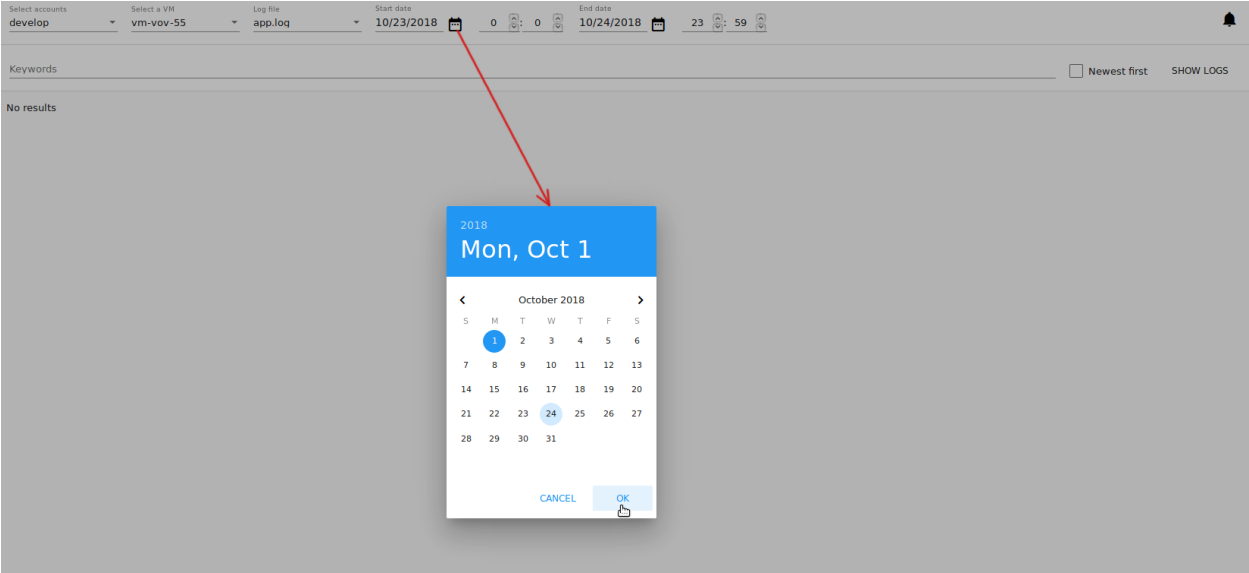 Select accounts Select a VM Log file Start date End date
develop vm-vov-55 app.log 10/23/2018 0 : 0 10/24/2018 23 : 59
Keywords Newest first SHOW LOGS
No results
2018
Mon, Oct 1
October 2018
S M T W T F S
1 2 3 4 5 6
7 8 9 10 11 12 13
14 15 16 17 18 19 20
21 22 23 24 25 26 27
28 29 30 31
CANCEL OK